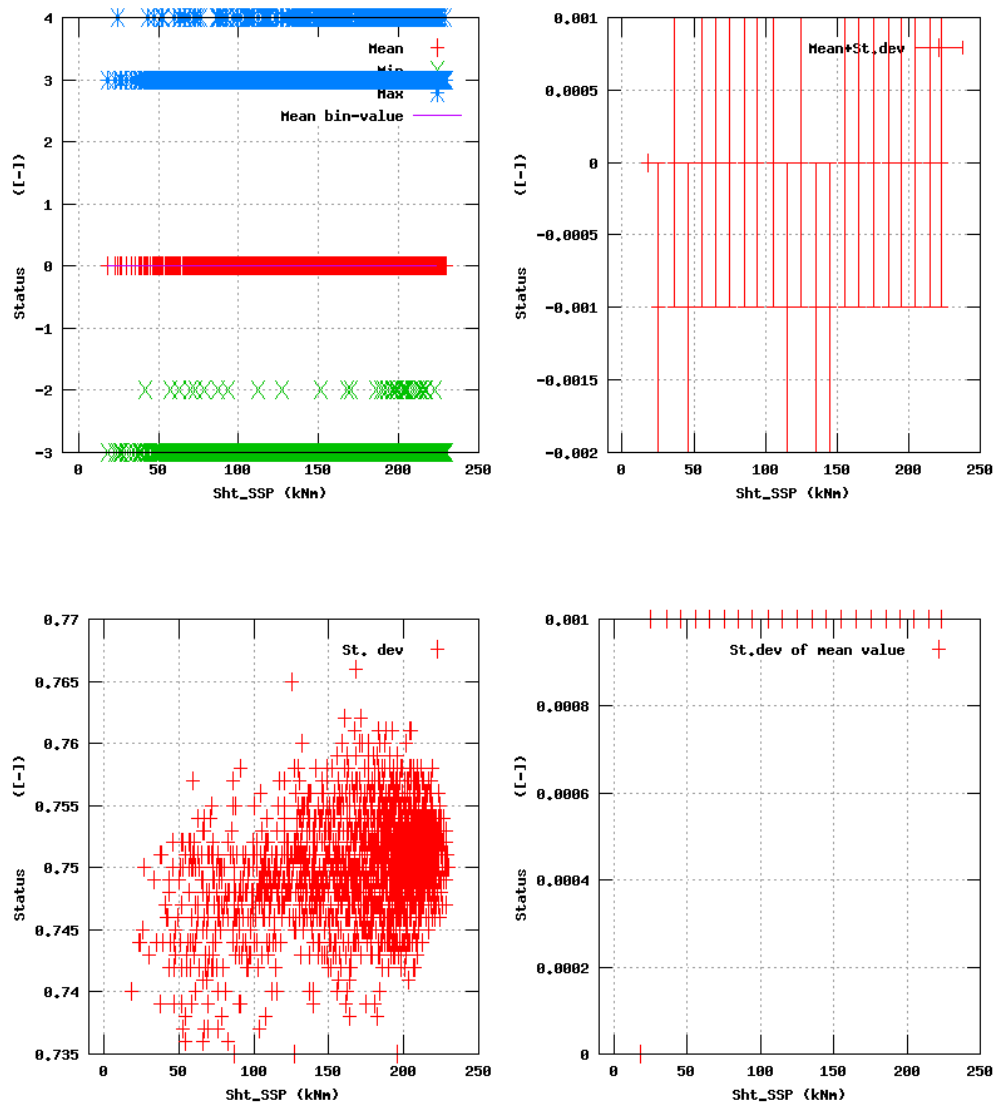 4
3
2
1
0
-1
-2
-3
Status ([-])
0 50 100 150 200 250
Sht_SSP (kNm)
Mean
Min
Max
Mean bin-value
0.001
0.0005
0
-0.0005
-0.001
-0.0015
-0.002
Status ([-])
0 50 100 150 200 250
Sht_SSP (kNm)
Mean+St.dev
0.77
0.765
0.76
0.755
0.75
0.745
0.74
0.735
Status ([-])
0 50 100 150 200 250
Sht_SSP (kNm)
St. dev
0.001
0.0008
0.0006
0.0004
0.0002
0
Status ([-])
0 50 100 150 200 250
Sht_SSP (kNm)
St.dev of mean value